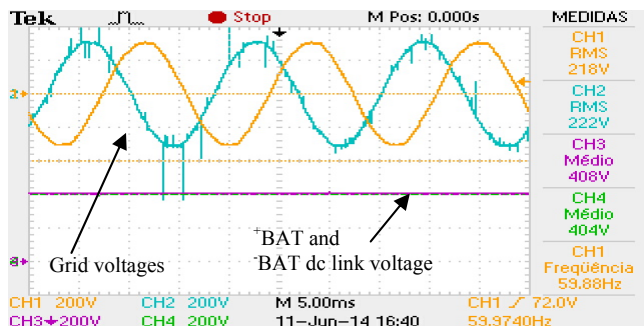 Tek Stop M Pos: 0.000s MEDIDAS
CH1
RMS
218V
CH2
RMS
222V
CH3
Médio
408V
CH4
Médio
404V
CH1
Freqüência
59.88Hz
Grid voltages
+BAT and
-BAT dc link voltage
CH1 200V CH2 200V M 5.00ms CH1 / 72.0V
CH3 200V CH4 200V 11-Jun-14 16:40 59.9740Hz